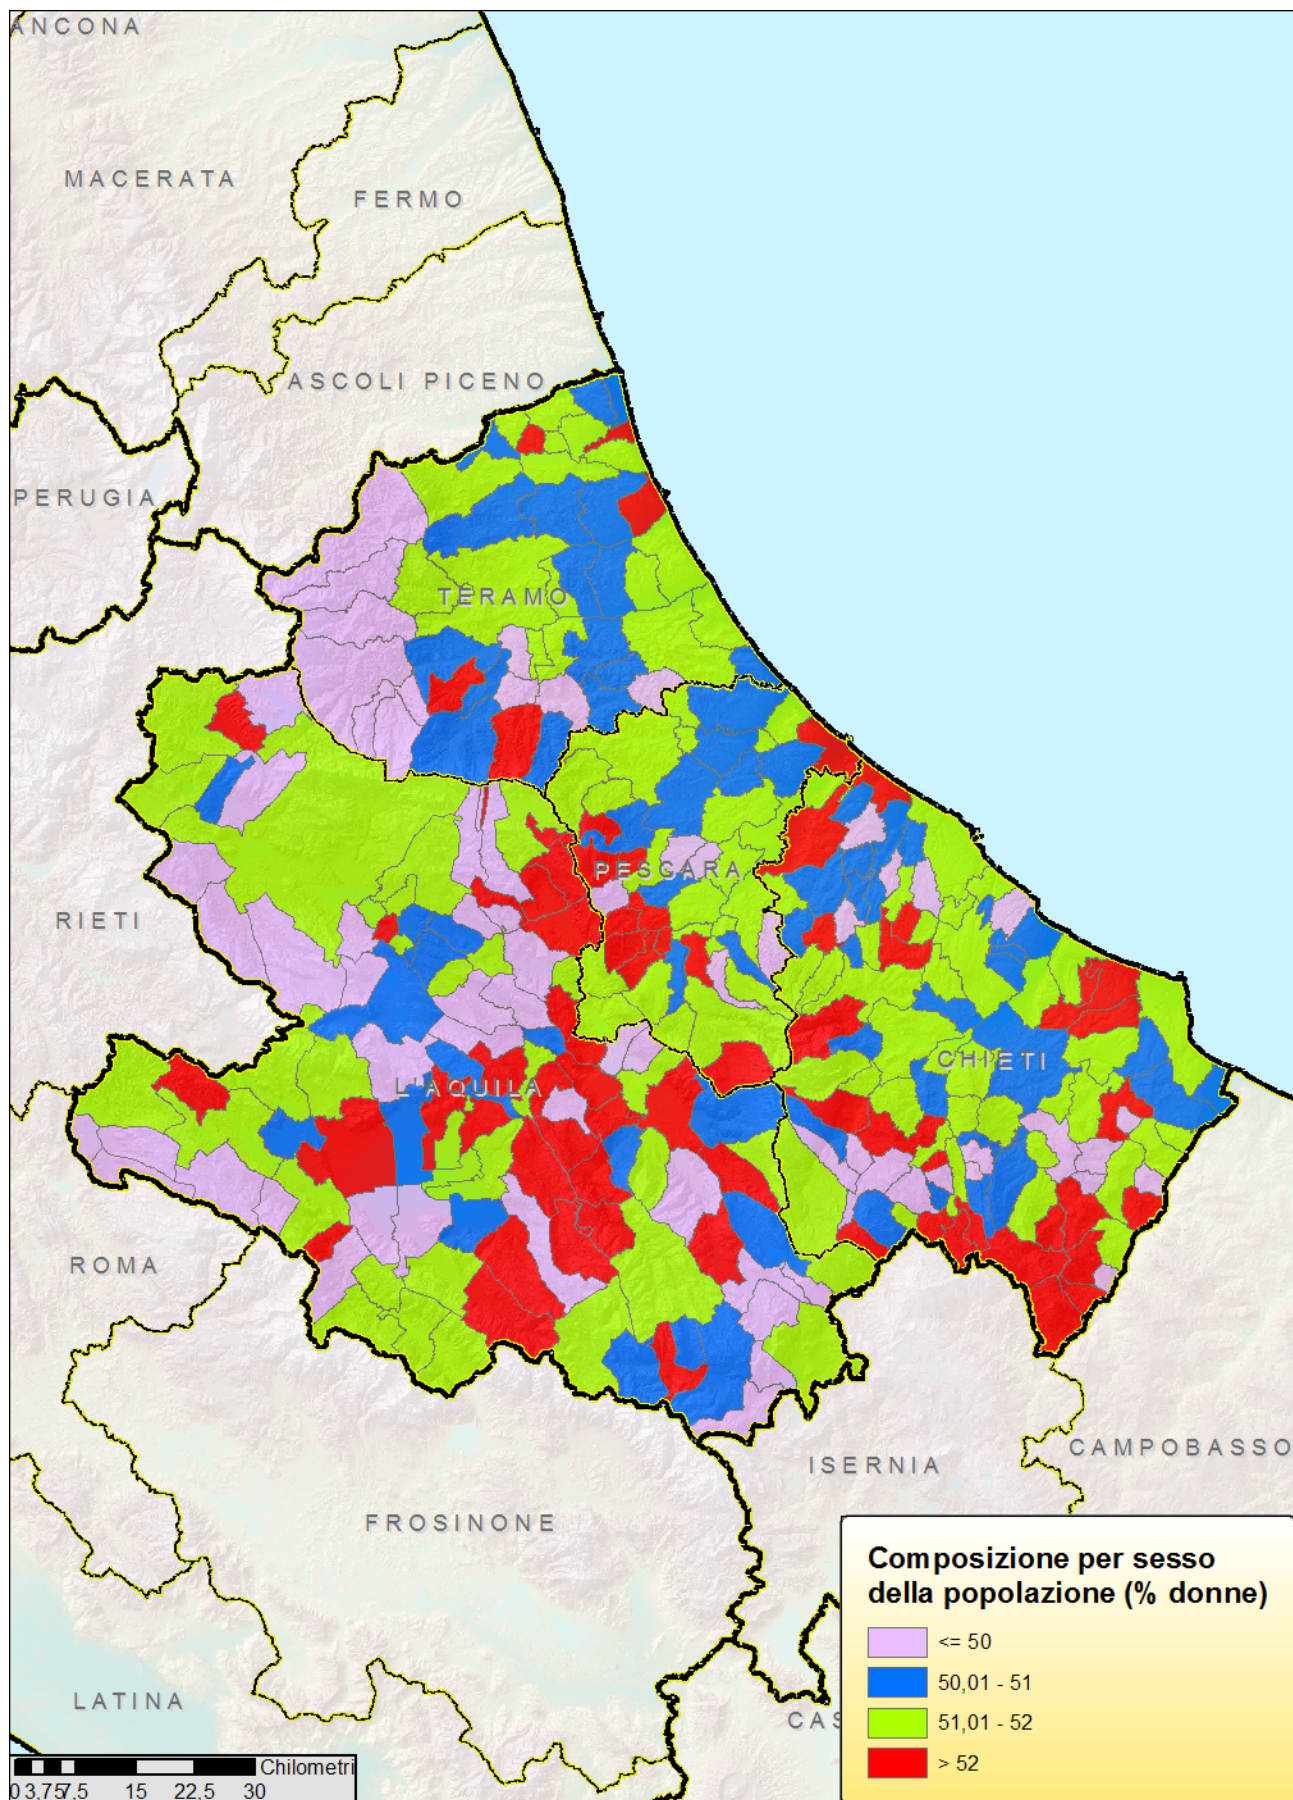 ANCONA
MACERATA
FERMO
ASCOLI PICENO
PERUGIA
TERAMO
PESCARA
RIETI
CHIETI
L'AQUILA
ROMA
CAMPOBASSO
ISERNIA
FROSINONE
LATINA
CAS
Composizione per sesso
della popolazione (% donne)
<= 50
50,01 - 51
51,01 - 52
> 52
Chilometri
0 3,75 7,5 15 22,5 30